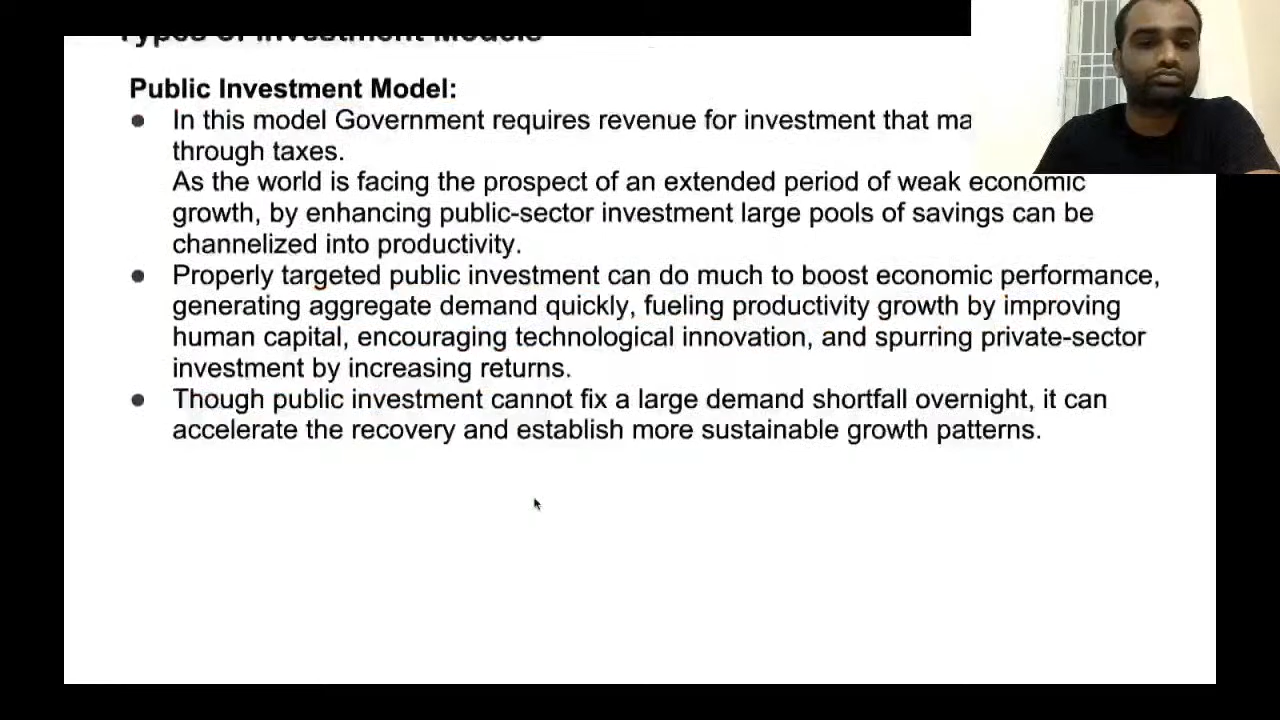 Types of Investment Models
Public Investment Model:
In this model Government requires revenue for investment that
through taxes.
As the world is facing the prospect of an extended period of weak economic
growth, by enhancing public-sector investment large pools of savings can be
channelized into productivity.
Properly targeted public investment can do much to boost economic performance,
generating aggregate demand quickly, fueling productivity growth by improving
human capital, encouraging technological innovation, and spurring private-sector
investment by increasing returns.
Though public investment cannot fix a large demand shortfall overnight, it can
accelerate the recovery and establish more sustainable growth patterns.